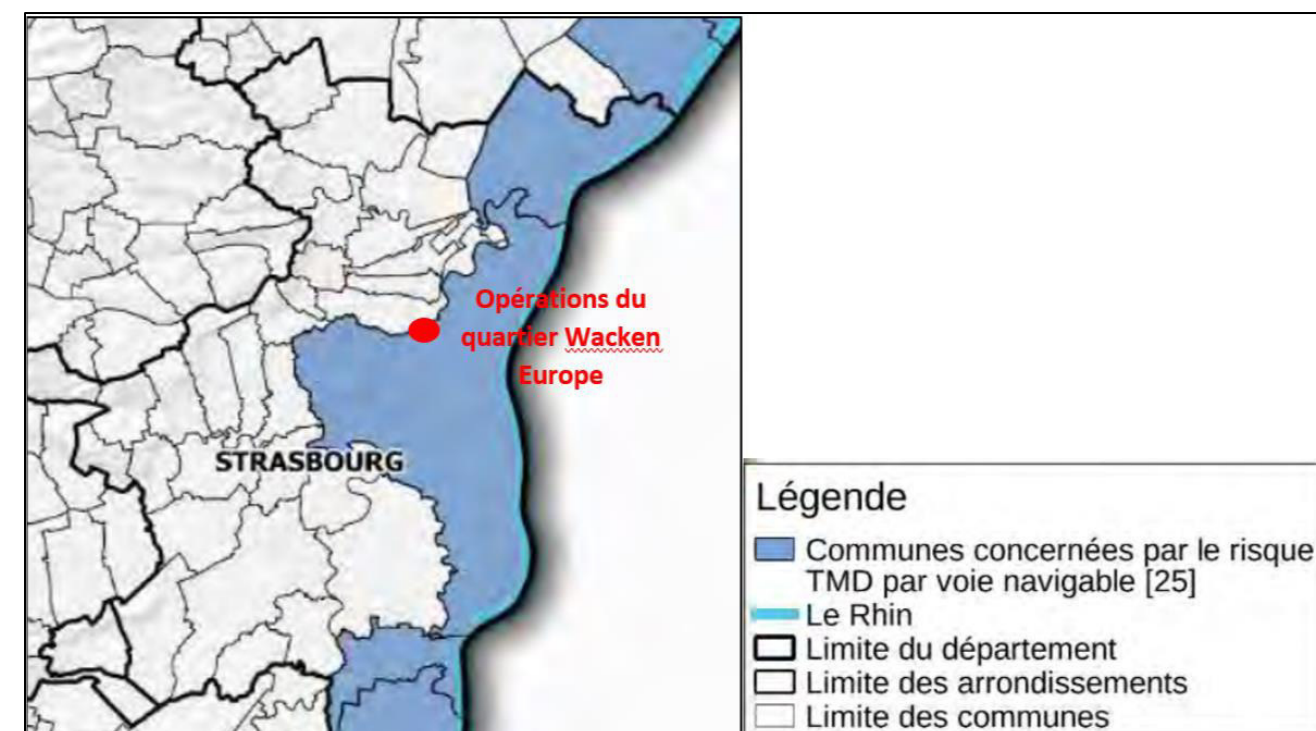 Opérations du
quartier Wacken
Europe
STRASBOURG
Légende
Communes concernées par le risque
TMD par voie navigable [25]
Le Rhin
Limite du département
Limite des arrondissements
Limite des communes